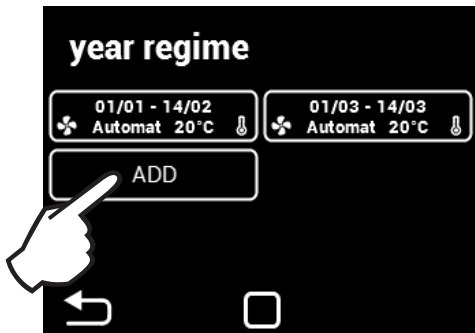 year regime
01/01 - 14/02
Automat 20°C
01/03 - 14/03
Automat 20°C
ADD